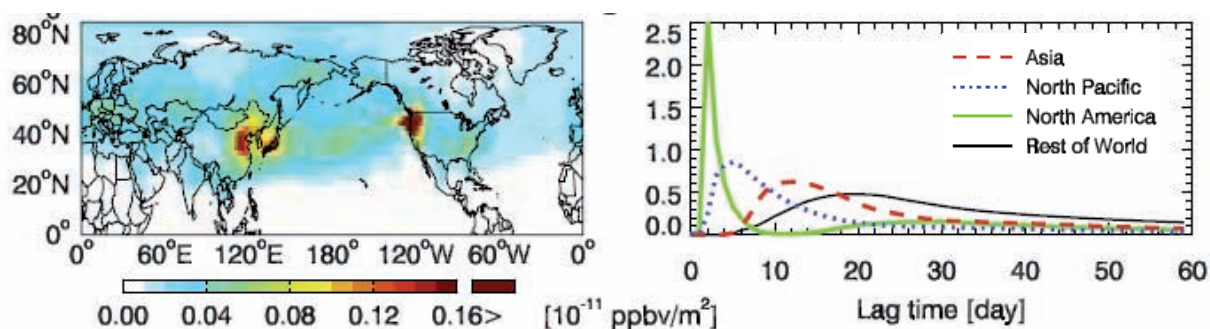 80°N
60°N
40°N
20°N
0°
0° 60°E 120°E 180° 120°W 60°W 0°
0.00 0.04 0.08 0.12 0.16> [10⁻¹¹ ppbv/m²]
2.5
2.0
1.5
1.0
0.5
0.0
Asia
North Pacific
North America
Rest of World
0 10 20 30 40 50 60
Lag time [day]